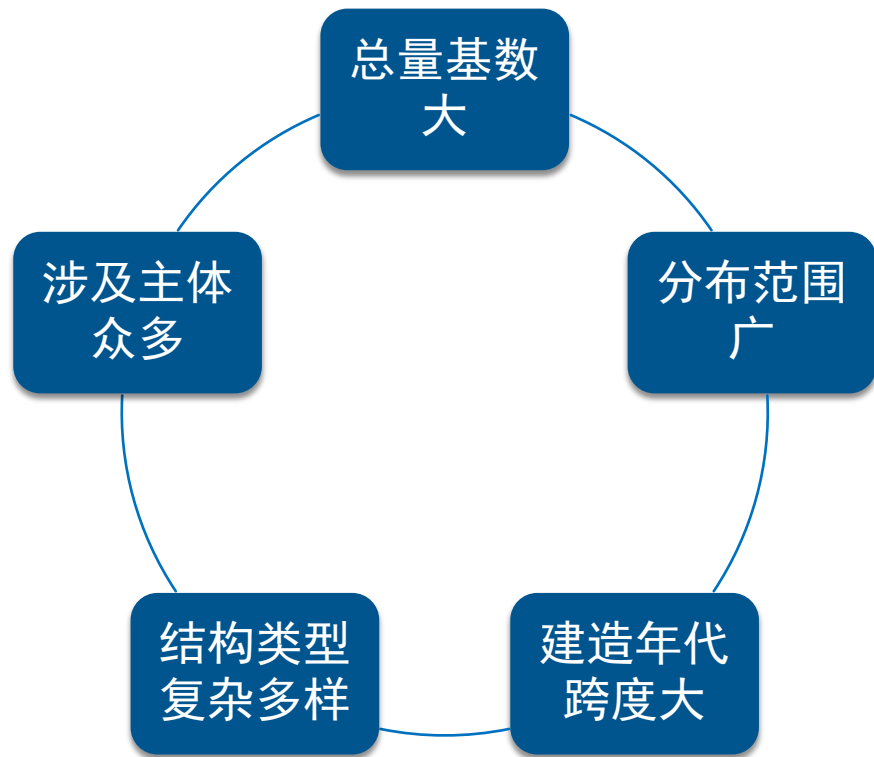 总量基数
大
分布范围
广
建造年代
跨度大
结构类型
复杂多样
涉及主体
众多